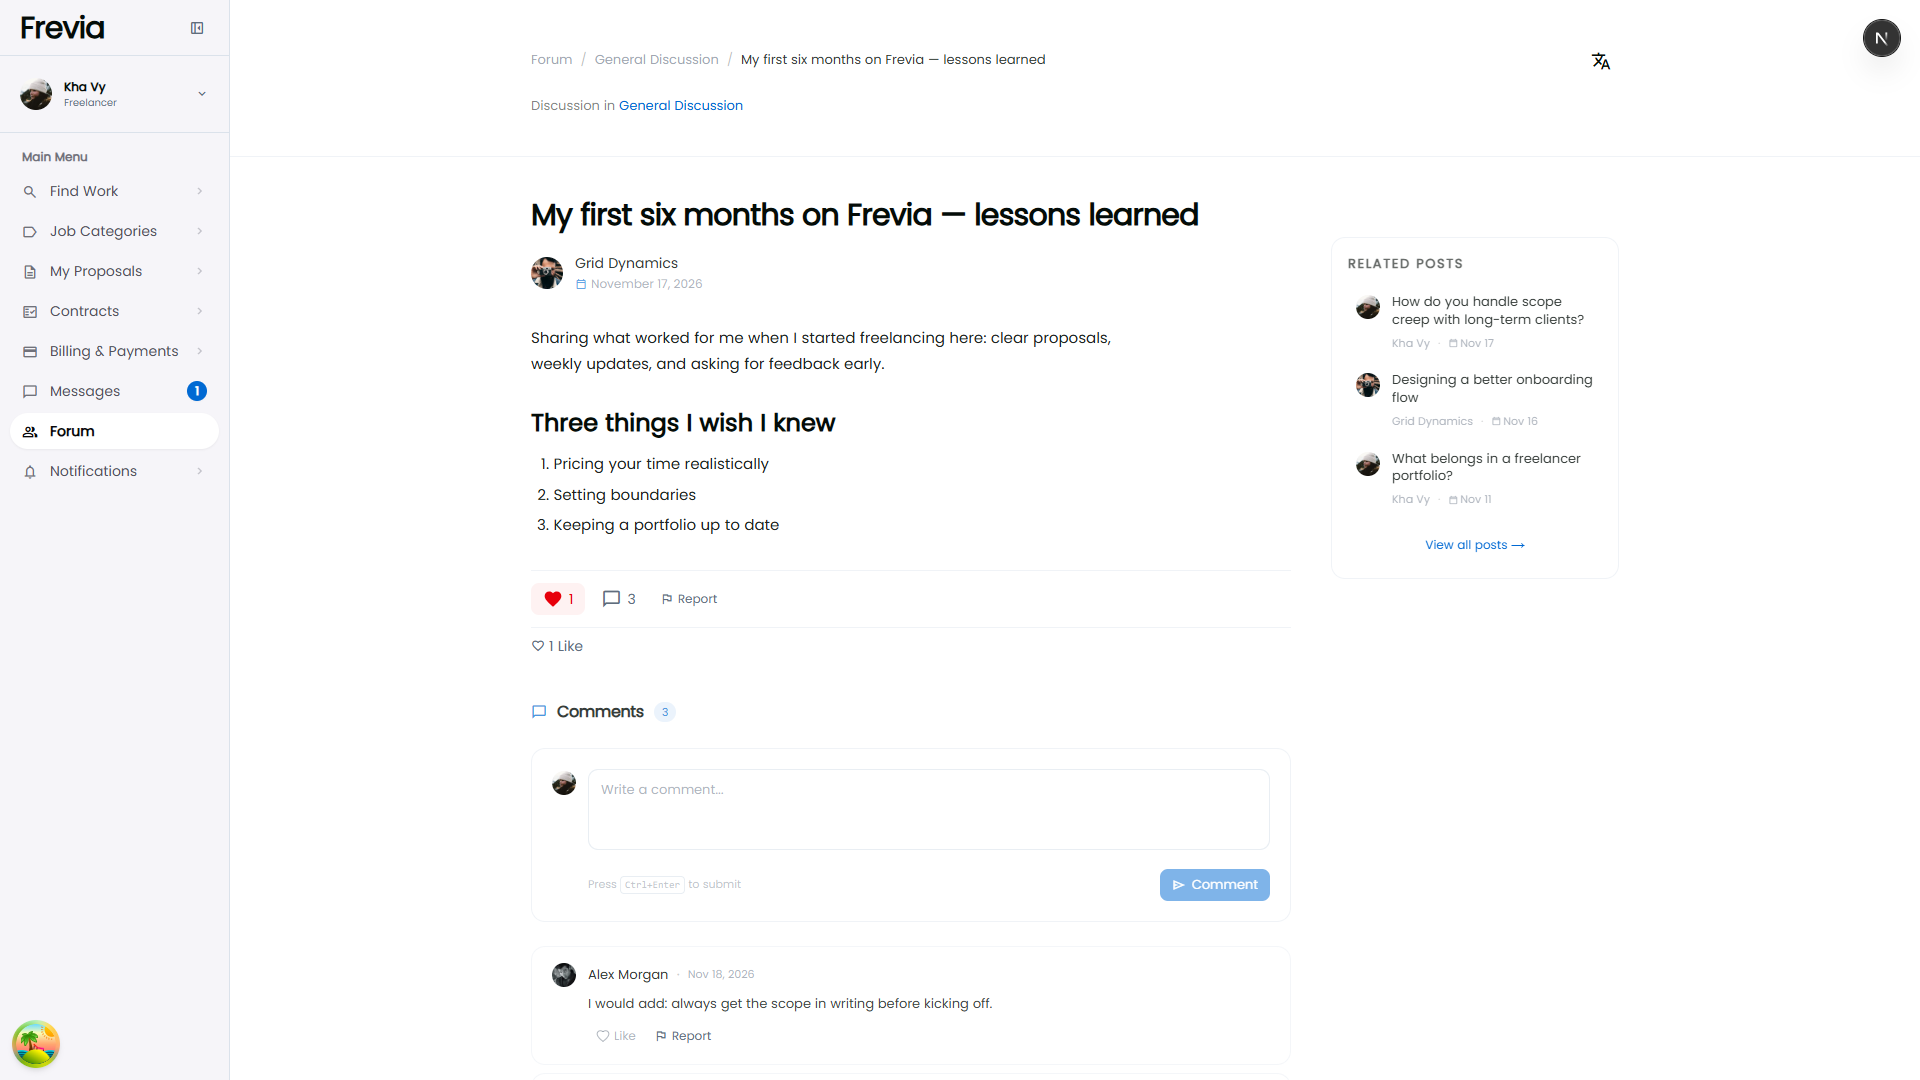 Frevia
Kha Vy
Freelancer
Main Menu
Find Work
Job Categories
My Proposals
Contracts
Billing & Payments
Messages 1
Forum
Notifications
Forum / General Discussion / My first six months on Frevia — lessons learned
Discussion in General Discussion
N
My first six months on Frevia — lessons learned
Grid Dynamics
November 17, 2026
Sharing what worked for me when I started freelancing here: clear proposals,
weekly updates, and asking for feedback early.
Three things I wish I knew
1. Pricing your time realistically
2. Setting boundaries
3. Keeping a portfolio up to date
1 3 Report
1 Like
Comments 3
Write a comment...
Press Ctrl+Enter to submit
Comment
Alex Morgan · Nov 18, 2026
I would add: always get the scope in writing before kicking off.
Like Report
RELATED POSTS
How do you handle scope
creep with long-term clients?
Kha Vy · Nov 17
Designing a better onboarding
flow
Grid Dynamics · Nov 16
What belongs in a freelancer
portfolio?
Kha Vy · Nov 11
View all posts →